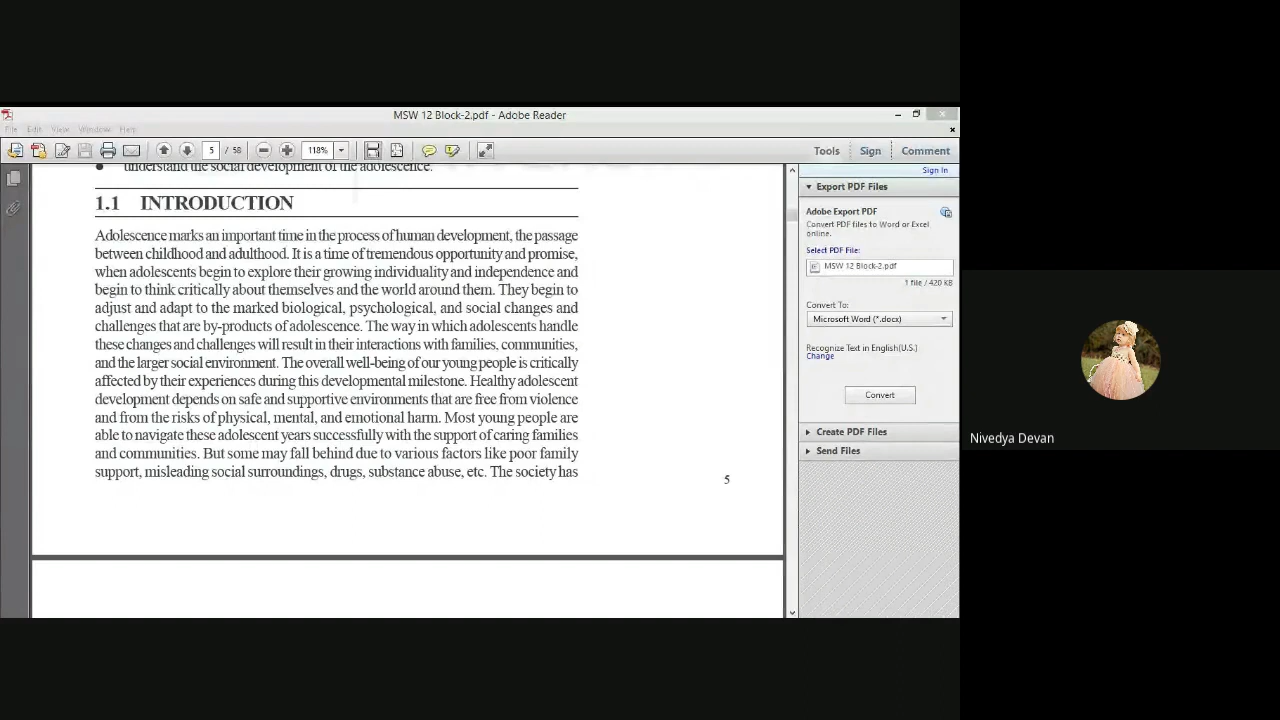 MSW 12 Block-2.pdf - Adobe Reader
File Edit View Window Help
5 / 58 118% Tools Sign Comment
understand the social development of the adolescence.
1.1 INTRODUCTION
Adolescence marks an important time in the process of human development, the passage
between childhood and adulthood. It is a time of tremendous opportunity and promise,
when adolescents begin to explore their growing individuality and independence and
begin to think critically about themselves and the world around them. They begin to
adjust and adapt to the marked biological, psychological, and social changes and
challenges that are by-products of adolescence. The way in which adolescents handle
these changes and challenges will result in their interactions with families, communities,
and the larger social environment. The overall well-being of our young people is critically
affected by their experiences during this developmental milestone. Healthy adolescent
development depends on safe and supportive environments that are free from violence
and from the risks of physical, mental, and emotional harm. Most young people are
able to navigate these adolescent years successfully with the support of caring families
and communities. But some may fall behind due to various factors like poor family
support, misleading social surroundings, drugs, substance abuse, etc. The society has
5
Sign In
Export PDF Files
Adobe Export PDF
Convert PDF files to Word or Excel
online.
Select PDF File:
MSW 12 Block-2.pdf
1 file / 420 KB
Convert To:
Microsoft Word (*.docx)
Recognize Text in English(U.S.)
Change
Convert
Create PDF Files
Send Files
Nivedya Devan